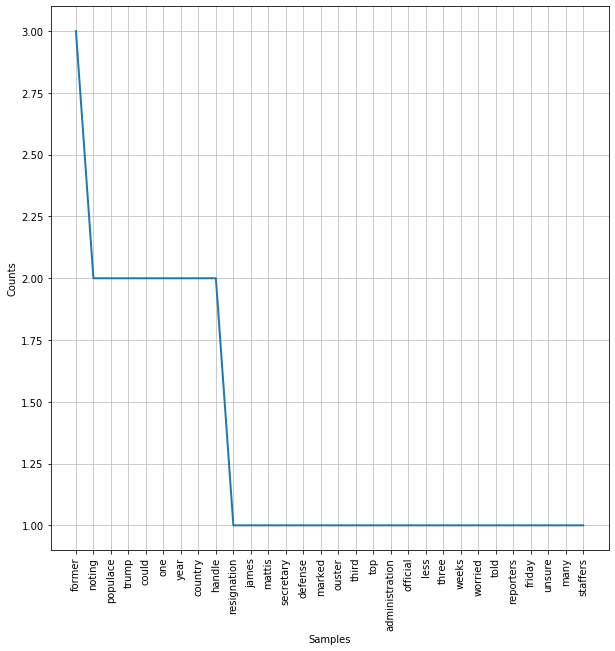 3.00
2.75
2.50
2.25
2.00
1.75
1.50
1.25
1.00
Counts
former
noting
populace
trump
could
one
year
country
handle
resignation
james
mattis
secretary
defense
marked
ouster
third
top
administration
official
less
three
weeks
worried
told
reporters
friday
unsure
many
staffers
Samples